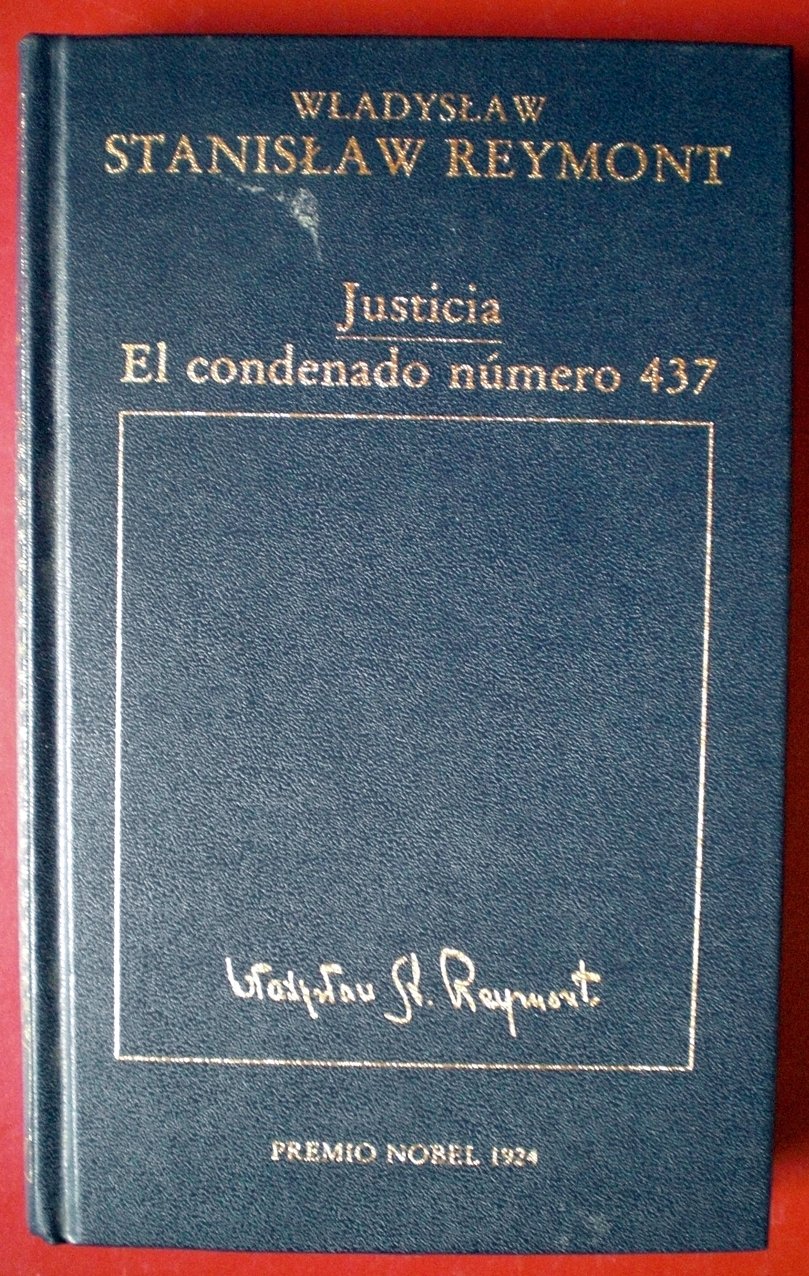 WŁADYSŁAW
STANISŁAW REYMONT
Justicia
El condenado número 437
Władysław St. Reymont
PREMIO NOBEL 1924